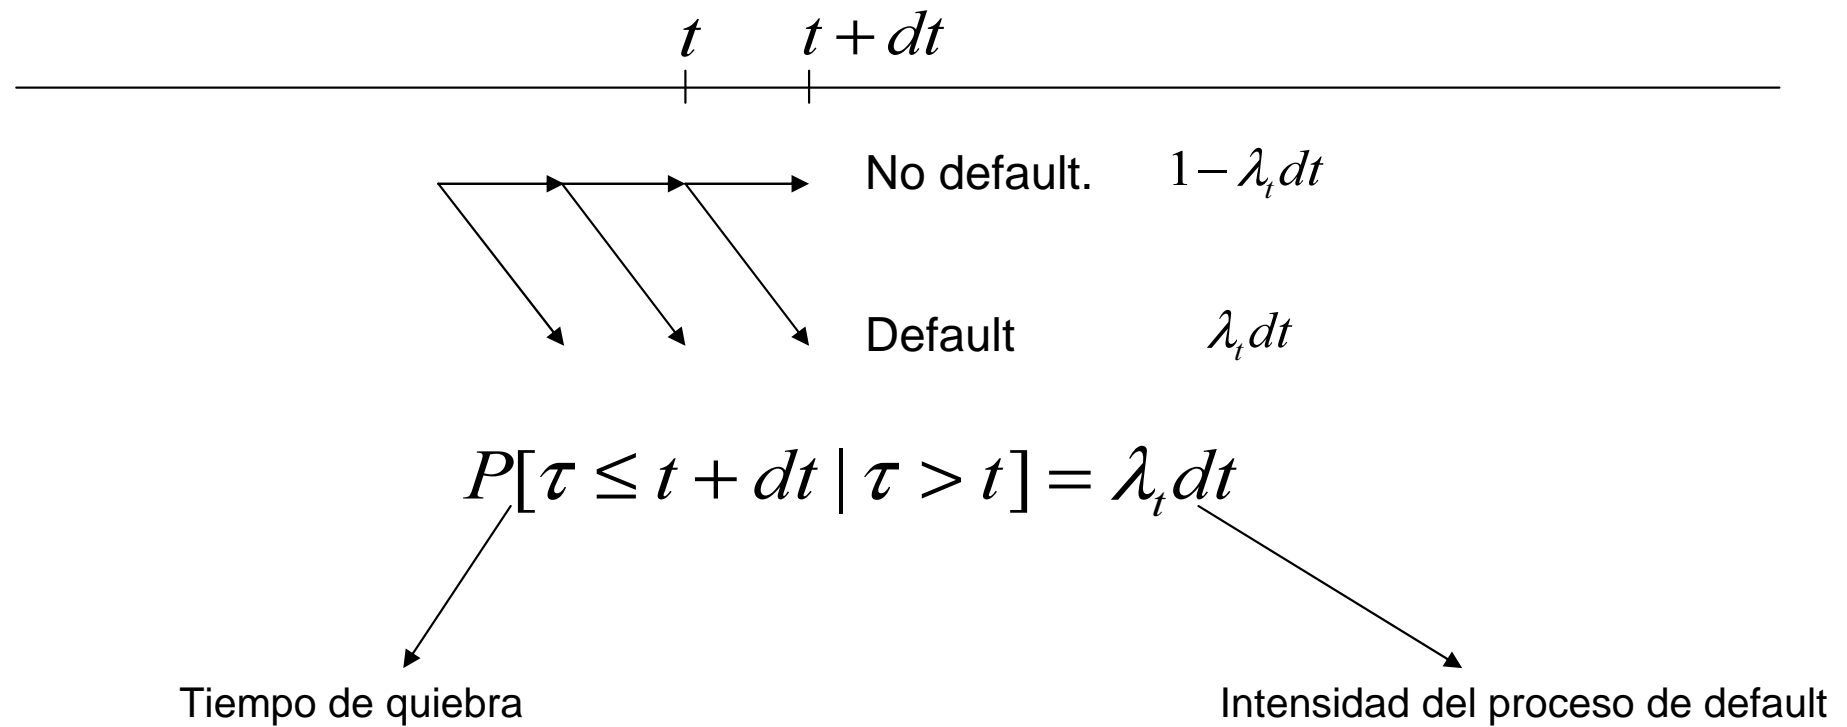 t t + dt
No default. 1 − λ_t dt
Default λ_t dt
P[τ ≤ t + dt | τ > t] = λ_t dt
Tiempo de quiebra Intensidad del proceso de default